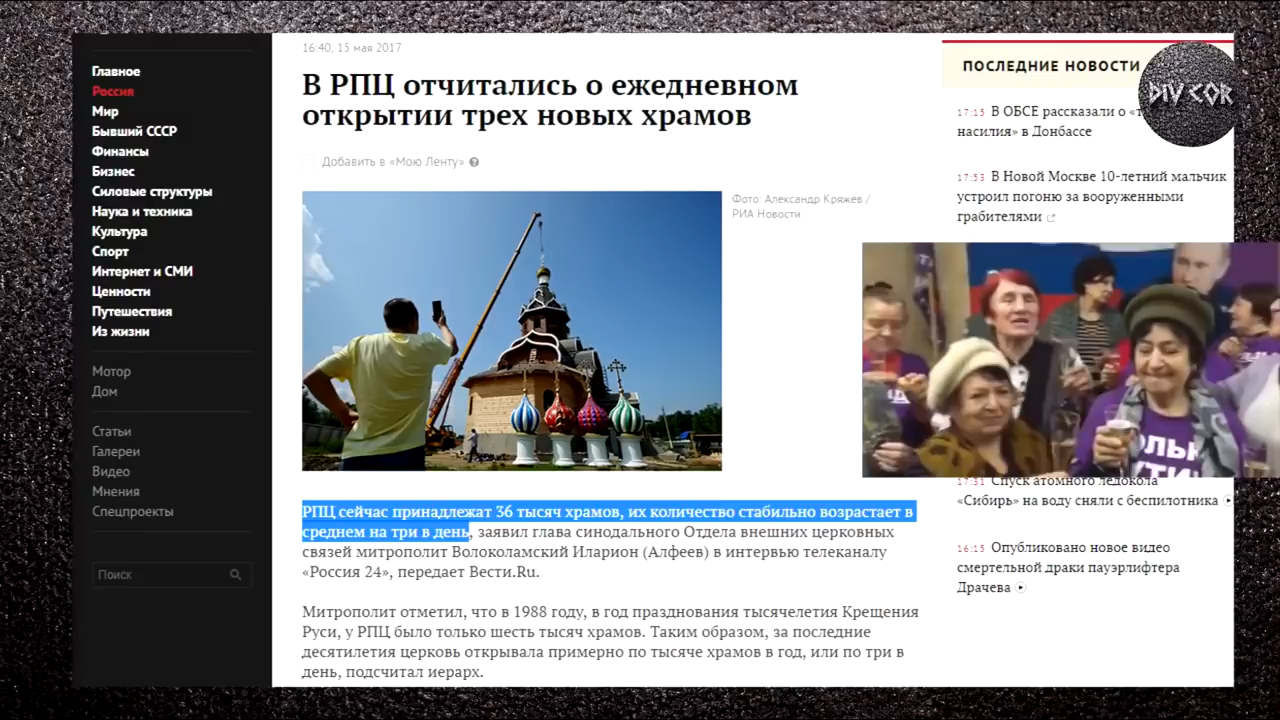 Главное
Россия
Мир
Бывший СССР
Финансы
Бизнес
Силовые структуры
Наука и техника
Культура
Спорт
Интернет и СМИ
Ценности
Путешествия
Из жизни
Мотор
Дом
Статьи
Галереи
Видео
Мнения
Спецпроекты
Поиск
16:40, 15 мая 2017
В РПЦ отчитались о ежедневном
открытии трех новых храмов
Добавить в «Мою Ленту» ?
Фото: Александр Кряжев /
РИА Новости
РПЦ сейчас принадлежат 36 тысяч храмов, их количество стабильно возрастает в
среднем на три в день, заявил глава синодального Отдела внешних церковных
связей митрополит Волоколамский Иларион (Алфеев) в интервью телеканалу
«Россия 24», передает Вести.Ru.
Митрополит отметил, что в 1988 году, в год празднования тысячелетия Крещения
Руси, у РПЦ было только шесть тысяч храмов. Таким образом, за последние
десятилетия церковь открывала примерно по тысяче храмов в год, или по три в
день, подсчитал иерарх.
ПОСЛЕДНИЕ НОВОСТИ
DIV COR
17:15 В ОБСЕ рассказали о
насилия» в Донбассе
17:53 В Новой Москве 10-летний мальчик
устроил погоню за вооруженными
грабителями
17:31 Спуск атомного ледокола
«Сибирь» на воду сняли с беспилотника
16:15 Опубликовано новое видео
смертельной драки пауэрлифтера
Драчева